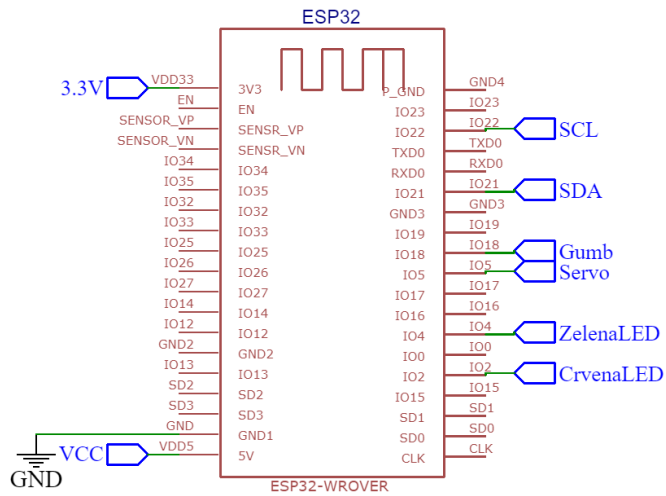 ESP32
3.3V VDD33 3V3 P_GND GND4
EN EN IO23 IO23
SENSOR_VP SENSR_VP IO22 IO22 SCL
SENSOR_VN SENSR_VN TXD0 TXD0
IO34 IO34 RXD0 RXD0
IO35 IO35 IO21 IO21 SDA
IO32 IO32 GND3 GND3
IO33 IO33 IO19 IO19
IO25 IO25 IO18 IO18 Gumb
IO26 IO26 IO5 IO5 Servo
IO27 IO27 IO17 IO17
IO14 IO14 IO16 IO16
IO12 IO12 IO4 IO4 ZelenaLED
GND2 GND2 IO0 IO0
IO13 IO13 IO2 IO2 CrvenaLED
SD2 SD2 IO15 IO15
SD3 SD3 SD1 SD1
GND GND1 SD0 SD0
VCC VDD5 5V CLK CLK
GND
ESP32-WROVER